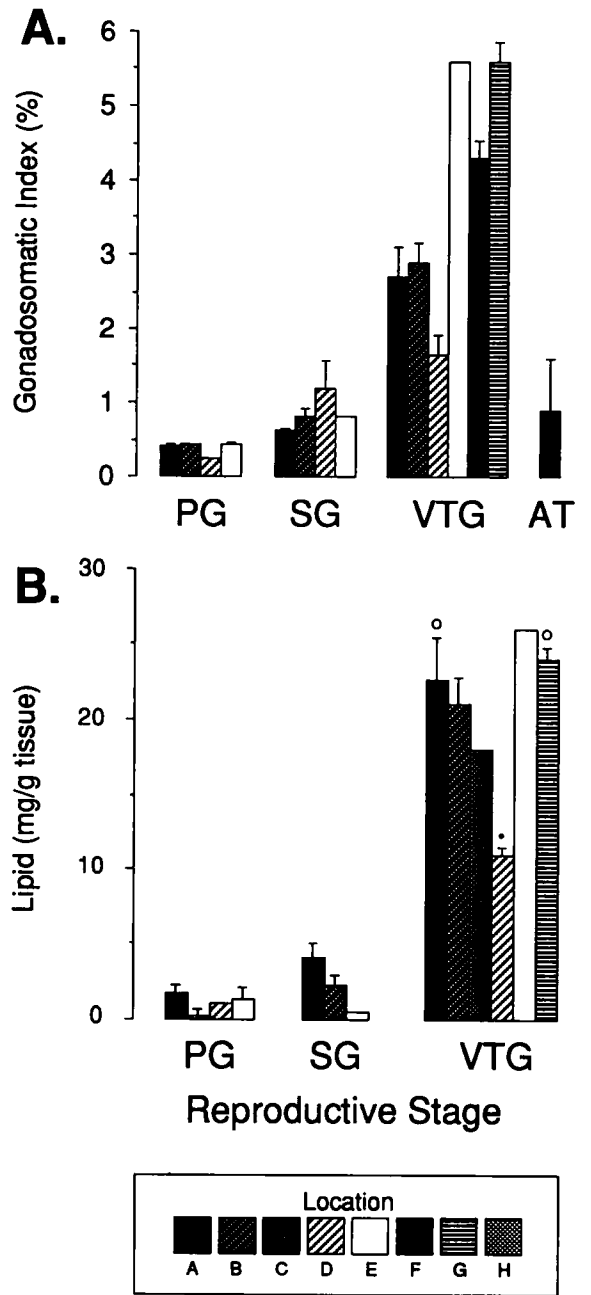 A.
Gonadosomatic Index (%)
6
5
4
3
2
1
0
PG SG VTG AT
B.
Lipid (mg/g tissue)
30
20
10
0
PG SG VTG
Reproductive Stage
Location
A B C D E F G H